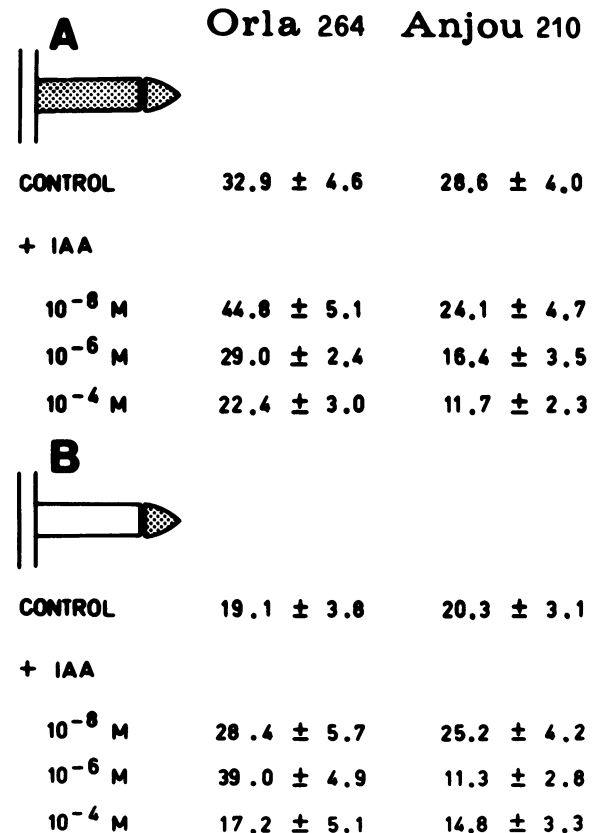 A Orla 264 Anjou 210
CONTROL 32.9 ± 4.6 28.6 ± 4.0
+ IAA
10⁻⁸ M 44.8 ± 5.1 24.1 ± 4.7
10⁻⁶ M 29.0 ± 2.4 16.4 ± 3.5
10⁻⁴ M 22.4 ± 3.0 11.7 ± 2.3
B
CONTROL 19.1 ± 3.8 20.3 ± 3.1
+ IAA
10⁻⁸ M 28.4 ± 5.7 25.2 ± 4.2
10⁻⁶ M 39.0 ± 4.9 11.3 ± 2.8
10⁻⁴ M 17.2 ± 5.1 14.8 ± 3.3